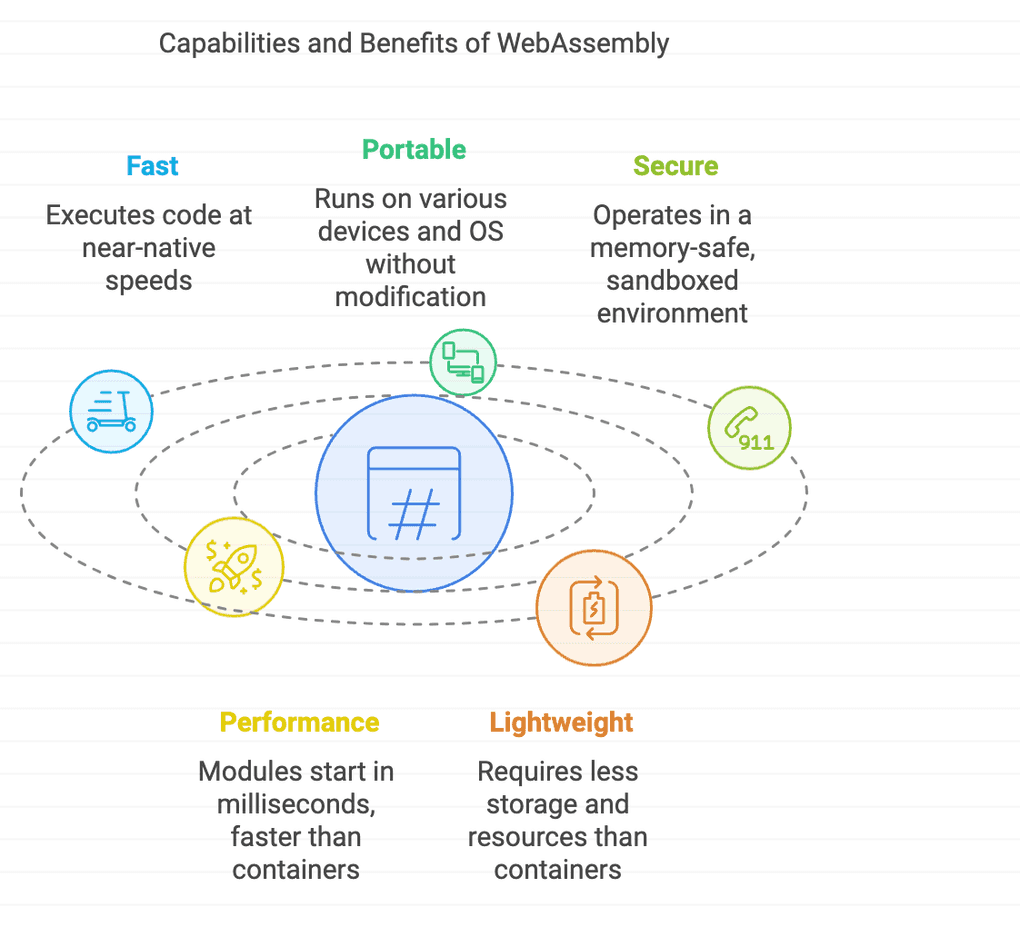 Capabilities and Benefits of WebAssembly
Fast
Executes code at
near-native
speeds
Portable
Runs on various
devices and OS
without
modification
Secure
Operates in a
memory-safe,
sandboxed
environment
911
#
$
$
Performance
Modules start in
milliseconds,
faster than
containers
Lightweight
Requires less
storage and
resources than
containers